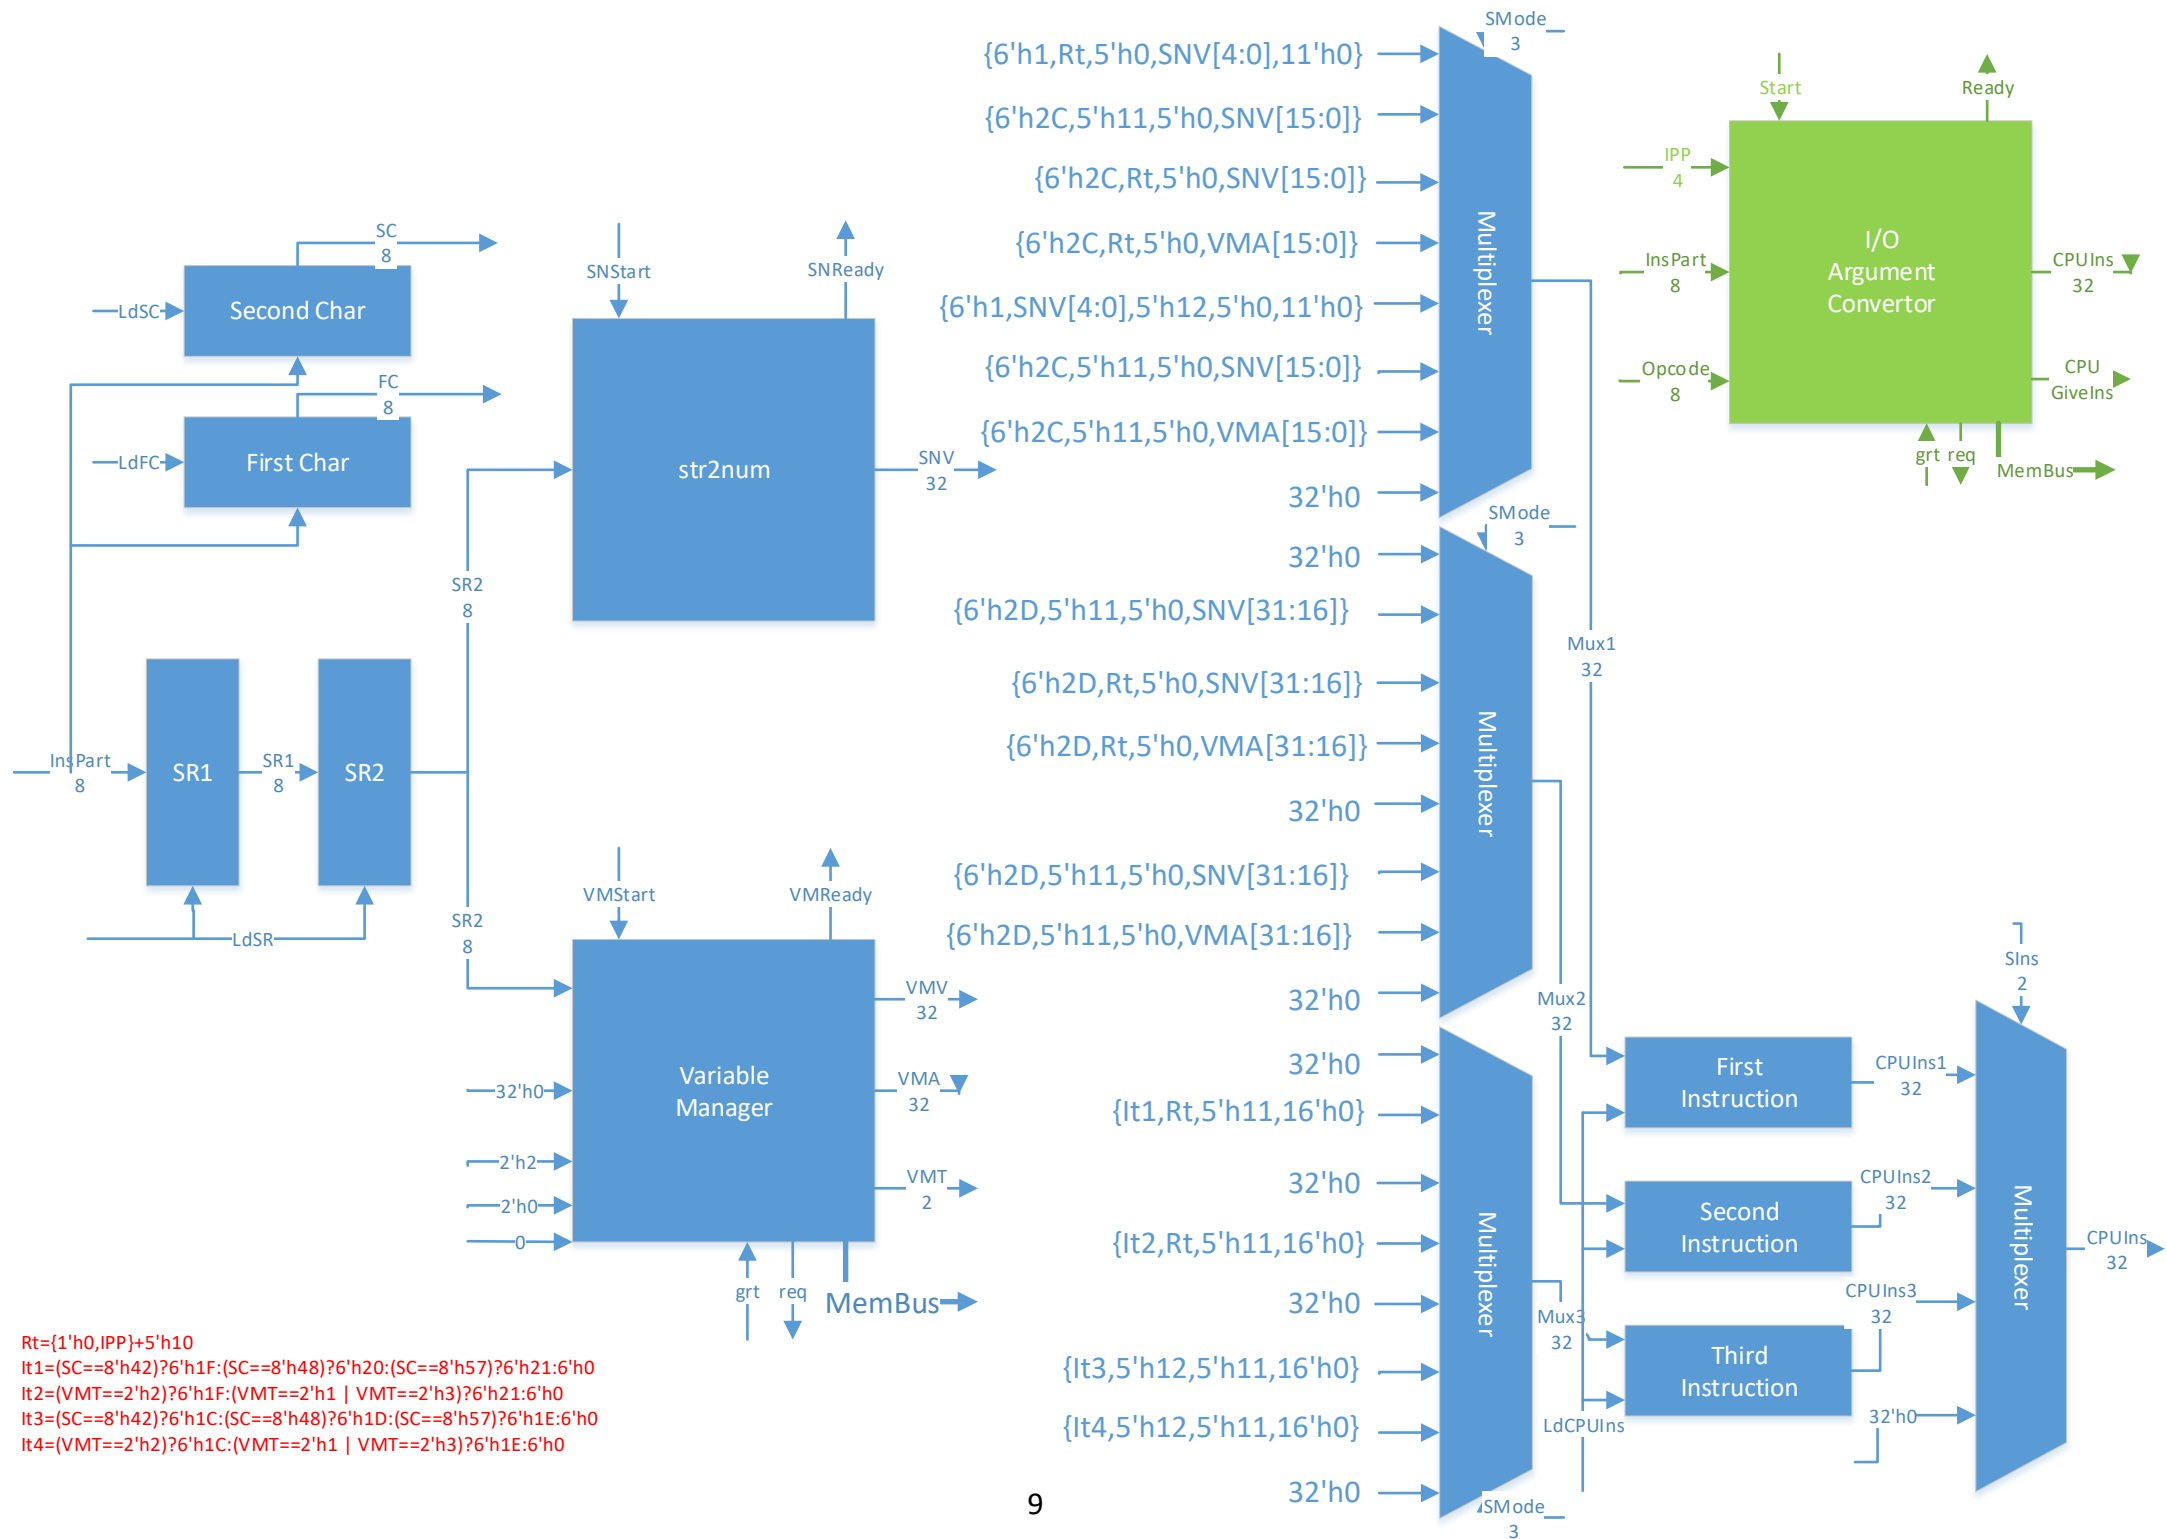 SC
8
LdSC
Second Char
FC
8
LdFC
First Char
SR2
8
InsPart
8
SR1
SR1
8
SR2
LdSR
SR2
8
SNStart
SNReady
str2num
SNV
32
VMStart
VMReady
Variable
Manager
VMV
32
VMA
32
VMT
2
32'h0
2'h2
2'h0
0
grt
req
MemBus
SMode
3
{6'h1,Rt,5'h0,SNV[4:0],11'h0}
{6'h2C,5'h11,5'h0,SNV[15:0]}
{6'h2C,Rt,5'h0,SNV[15:0]}
{6'h2C,Rt,5'h0,VMA[15:0]}
{6'h1,SNV[4:0],5'h12,5'h0,11'h0}
{6'h2C,5'h11,5'h0,SNV[15:0]}
{6'h2C,5'h11,5'h0,VMA[15:0]}
32'h0
Multiplexer
SMode
3
32'h0
{6'h2D,5'h11,5'h0,SNV[31:16]}
{6'h2D,Rt,5'h0,SNV[31:16]}
{6'h2D,Rt,5'h0,VMA[31:16]}
32'h0
{6'h2D,5'h11,5'h0,SNV[31:16]}
{6'h2D,5'h11,5'h0,VMA[31:16]}
32'h0
Multiplexer
32'h0
{It1,Rt,5'h11,16'h0}
32'h0
{It2,Rt,5'h11,16'h0}
32'h0
{It3,5'h12,5'h11,16'h0}
{It4,5'h12,5'h11,16'h0}
32'h0
Multiplexer
SMode
3
Mux1
32
Mux2
32
Mux3
32
LdCPUIns
First
Instruction
Second
Instruction
Third
Instruction
CPUIns1
32
CPUIns2
32
CPUIns3
32
32'h0
SIns
2
Multiplexer
CPUIns
32
Start
Ready
IPP
4
InsPart
8
Opcode
8
I/O
Argument
Convertor
CPUIns
32
CPU
GiveIns
grt
req
MemBus
Rt={1'h0,IPP}+5'h10
It1=(SC==8'h42)?6'h1F:(SC==8'h48)?6'h20:(SC==8'h57)?6'h21:6'h0
It2=(VMT==2'h2)?6'h1F:(VMT==2'h1 | VMT==2'h3)?6'h21:6'h0
It3=(SC==8'h42)?6'h1C:(SC==8'h48)?6'h1D:(SC==8'h57)?6'h1E:6'h0
It4=(VMT==2'h2)?6'h1C:(VMT==2'h1 | VMT==2'h3)?6'h1E:6'h0
9